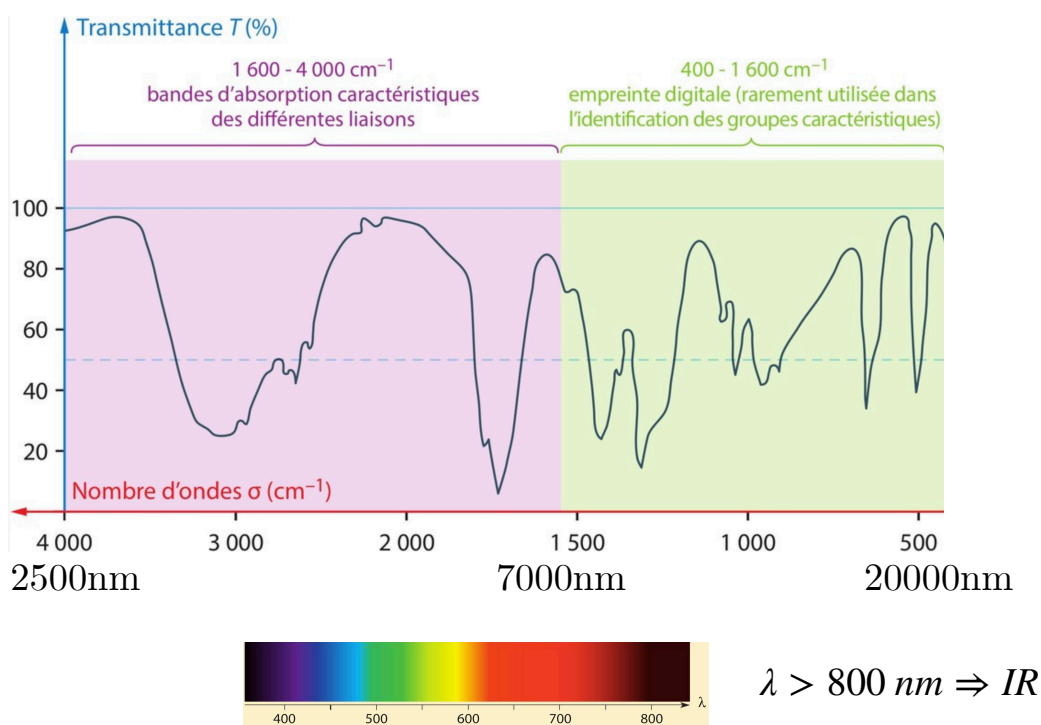 Transmittance T (%)
1 600 - 4 000 cm⁻¹
bandes d'absorption caractéristiques
des différentes liaisons
400 - 1 600 cm⁻¹
empreinte digitale (rarement utilisée dans
l'identification des groupes caractéristiques)
100
80
60
40
20
Nombre d'ondes σ (cm⁻¹)
4 000 3 000 2 000 1 500 1 000 500
2500nm 7000nm 20000nm
λ > 800 nm ⇒ IR
λ
400 500 600 700 800